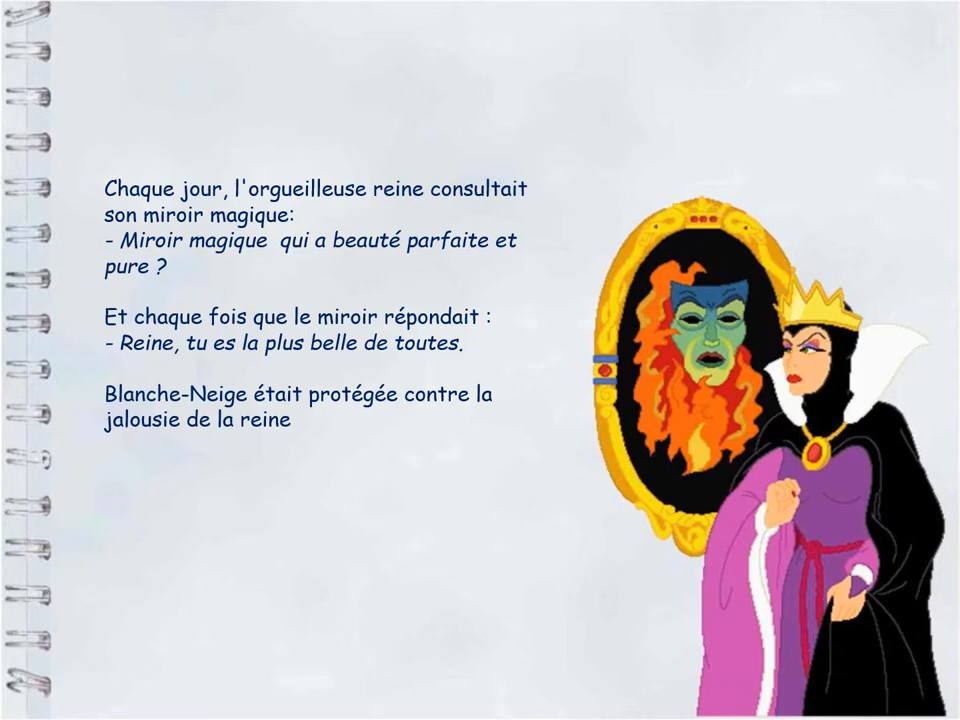 Chaque jour, l'orgueilleuse reine consultait
son miroir magique:
- Miroir magique  qui a beauté parfaite et
pure ?
Et chaque fois que le miroir répondait :
- Reine, tu es la plus belle de toutes.
Blanche-Neige était protégée contre la
jalousie de la reine